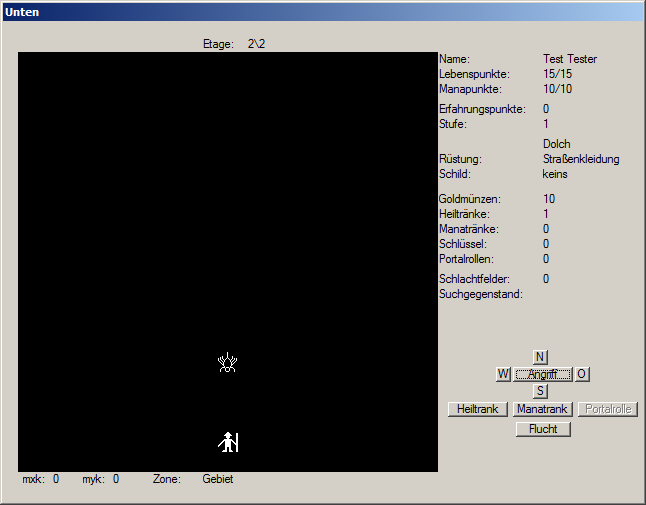 Unten
Etage: 2\2
Name: Test Tester
Lebenspunkte: 15/15
Manapunkte: 10/10
Erfahrungspunkte: 0
Stufe: 1
Dolch
Rüstung: Straßenkleidung
Schild: keins
Goldmünzen: 10
Heiltränke: 1
Manatränke: 0
Schlüssel: 0
Portalrollen: 0
Schlachtfelder: 0
Suchgegenstand:
N
W Angriff O
S
Heiltrank Manatrank Portalrolle
Flucht
mxk: 0 myk: 0 Zone: Gebiet